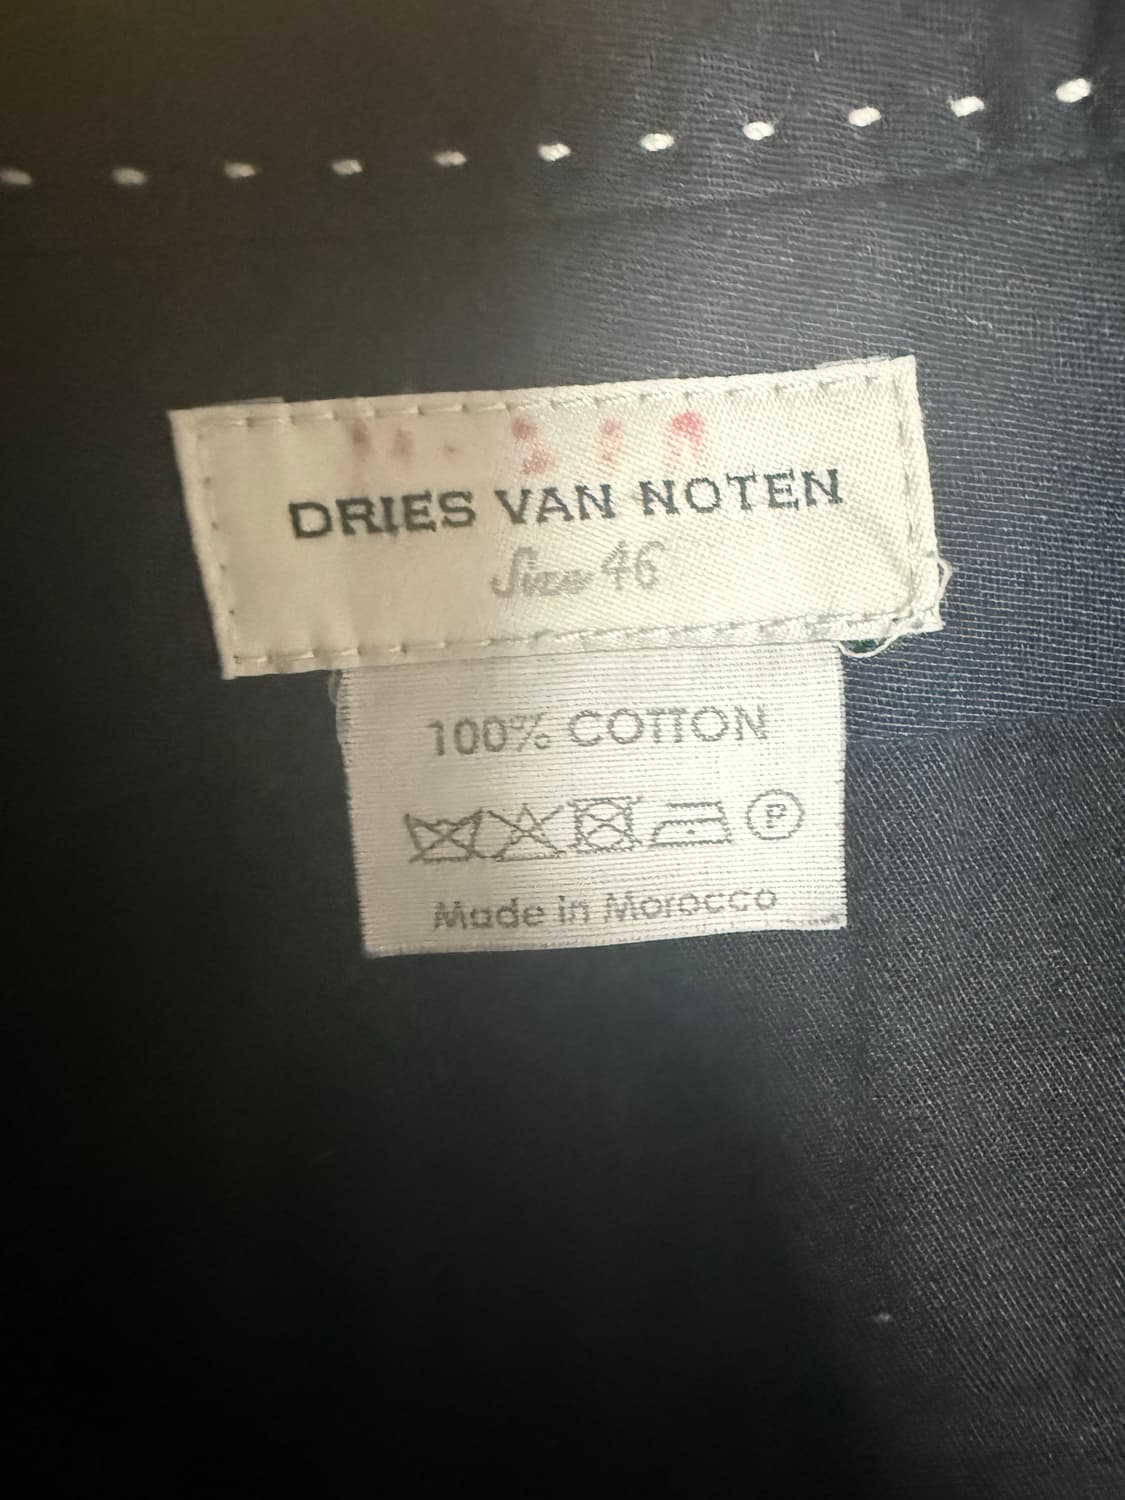 DRIES VAN NOTEN
Size 46
100% COTTON
P
Made in Morocco